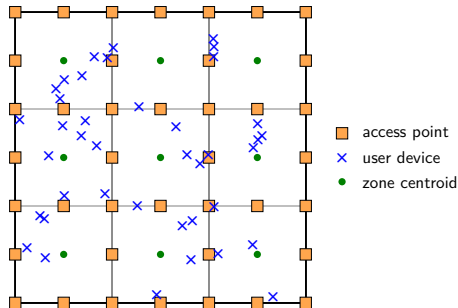 access point
user device
zone centroid